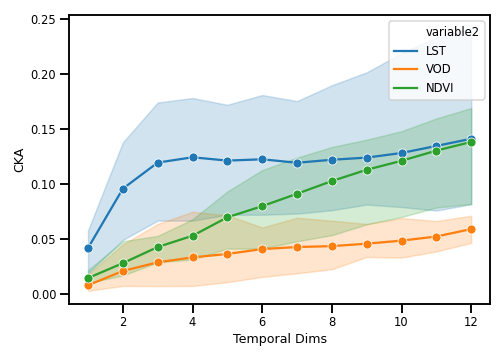 0.25
0.20
0.15
0.10
0.05
0.00
CKA
variable2
LST
VOD
NDVI
2 4 6 8 10 12
Temporal Dims